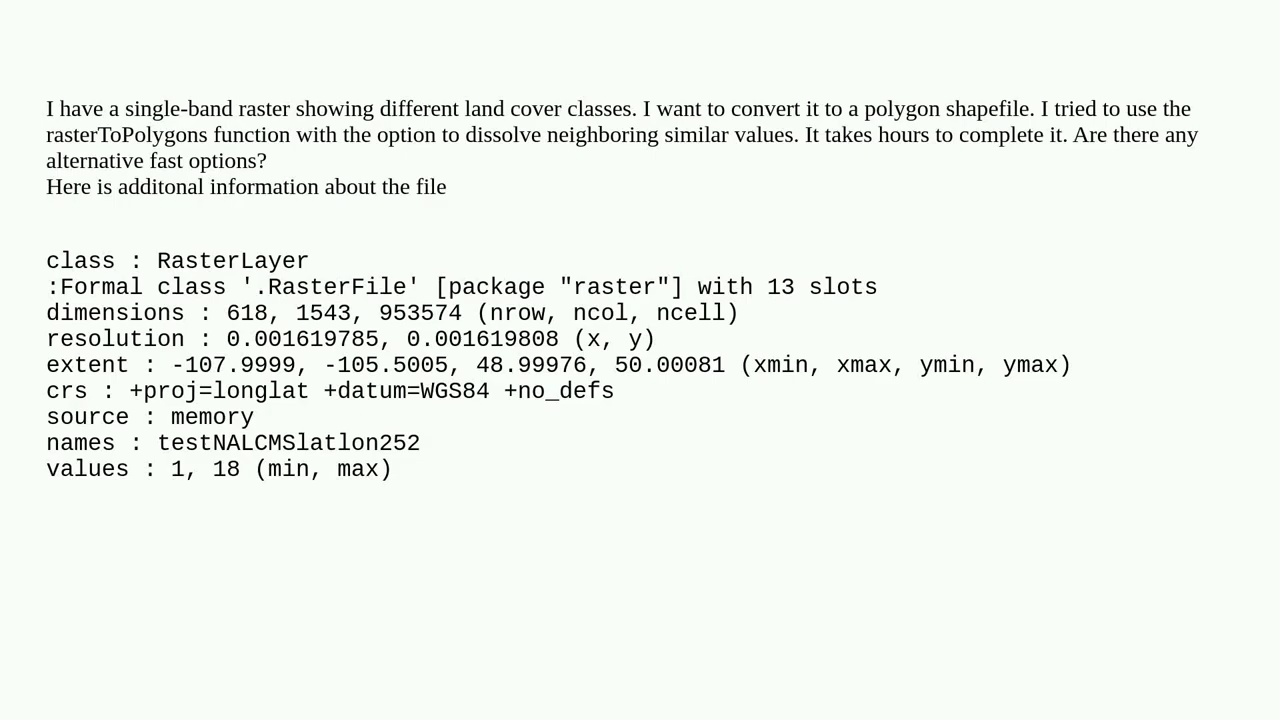 I have a single-band raster showing different land cover classes. I want to convert it to a polygon shapefile. I tried to use the
rasterToPolygons function with the option to dissolve neighboring similar values. It takes hours to complete it. Are there any
alternative fast options?
Here is additonal information about the file
class : RasterLayer
:Formal class '.RasterFile' [package "raster"] with 13 slots
dimensions : 618, 1543, 953574 (nrow, ncol, ncell)
resolution : 0.001619785, 0.001619808 (x, y)
extent : -107.9999, -105.5005, 48.99976, 50.00081 (xmin, xmax, ymin, ymax)
crs : +proj=longlat +datum=WGS84 +no_defs
source : memory
names : testNALCMSlatlon252
values : 1, 18 (min, max)